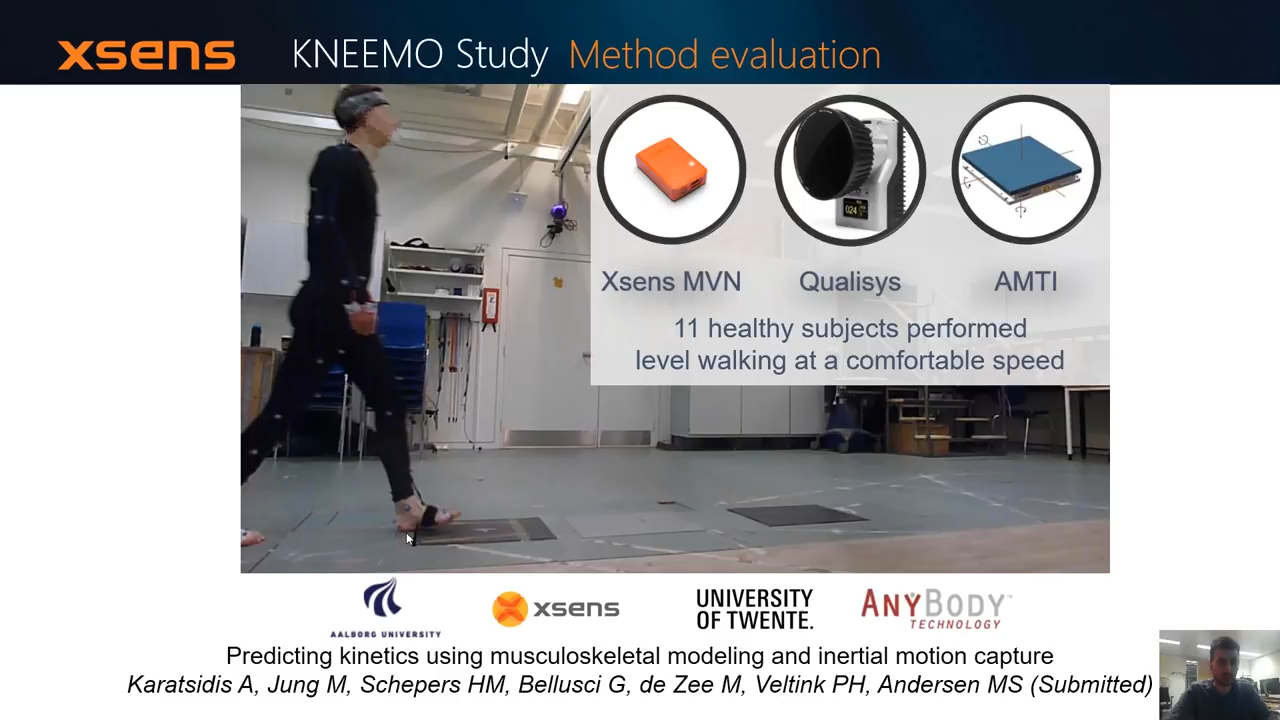 xsens KNEEMO Study Method evaluation
024
Xsens MVN Qualisys AMTI
11 healthy subjects performed
level walking at a comfortable speed
AALBORG UNIVERSITY
xsens
UNIVERSITY
OF TWENTE.
ANYBODY™
TECHNOLOGY
Predicting kinetics using musculoskeletal modeling and inertial motion capture
Karatsidis A, Jung M, Schepers HM, Bellusci G, de Zee M, Veltink PH, Andersen MS (Submitted)